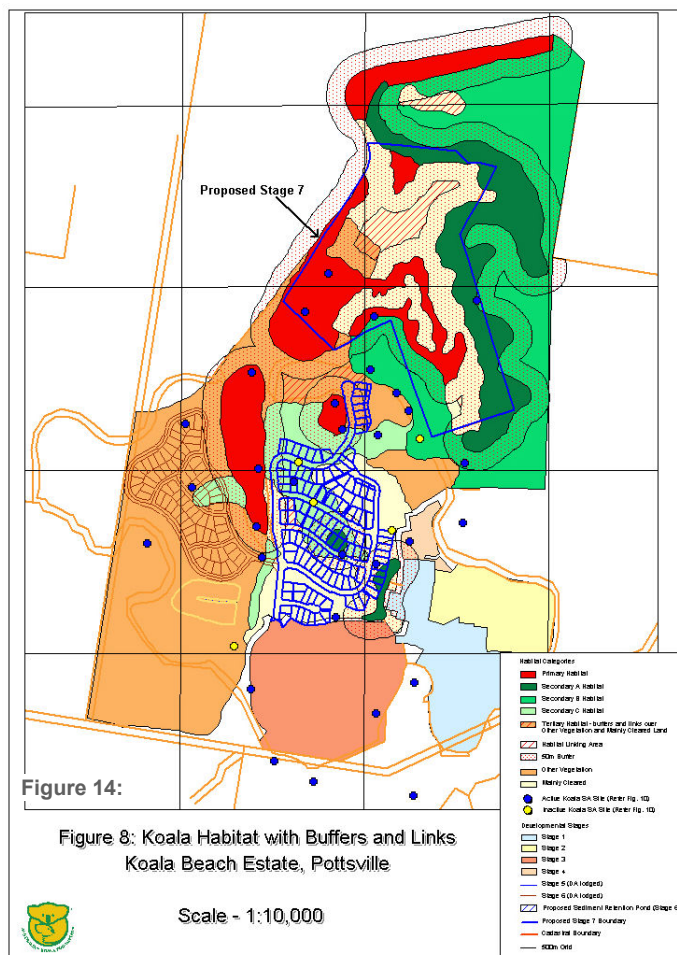 Proposed Stage 7
Figure 14:
Figure 8: Koala Habitat with Buffers and Links
Koala Beach Estate, Pottsville
Scale - 1:10,000
Habitat Categories
Primary Habitat
Secondary A Habitat
Secondary B Habitat
Secondary C Habitat
Tertiary Habitat - buffers and links over
Other Vegetation and Mainly Cleared Land
Habitat Linking Area
50m Buffer
Other Vegetation
Mainly Cleared
Active Koala SA Site (Refer Fig. 10)
Inactive Koala SA Site (Refer Fig. 10)
Developmental Stages
Stage 1
Stage 2
Stage 3
Stage 4
Stage 5 (DA lodged)
Stage 6 (DA lodged)
Proposed Sediment Retention Pond (Stage 6
Proposed Stage 7 Boundary
Cadastral Boundary
500m Grid